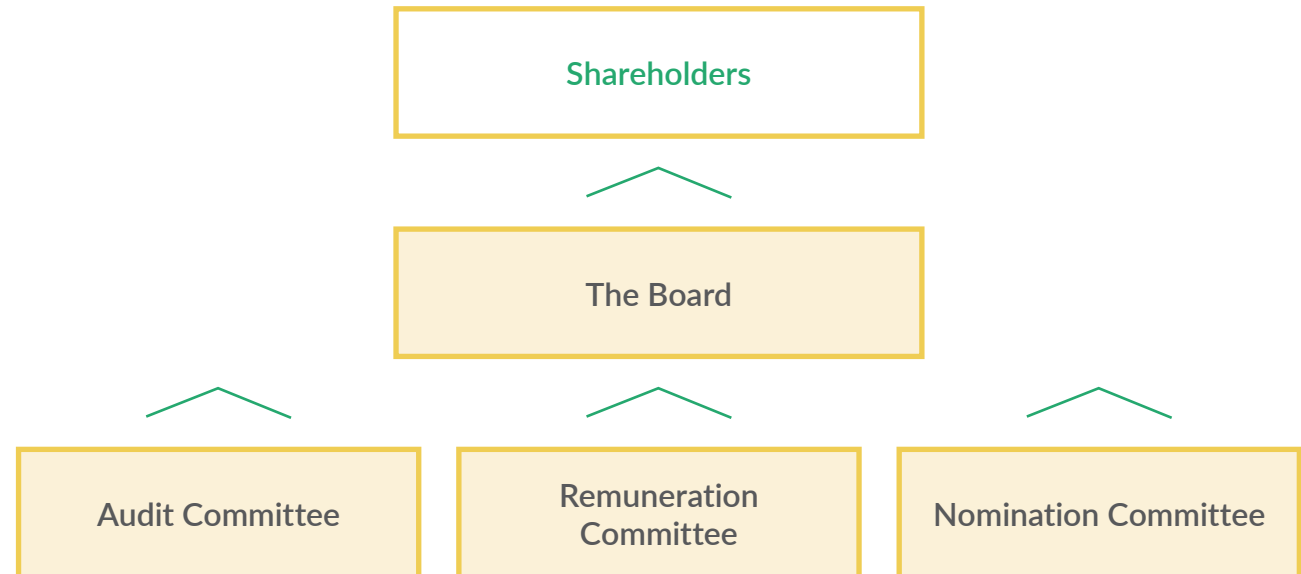 Shareholders
The Board
Audit Committee
Remuneration
Committee
Nomination Committee